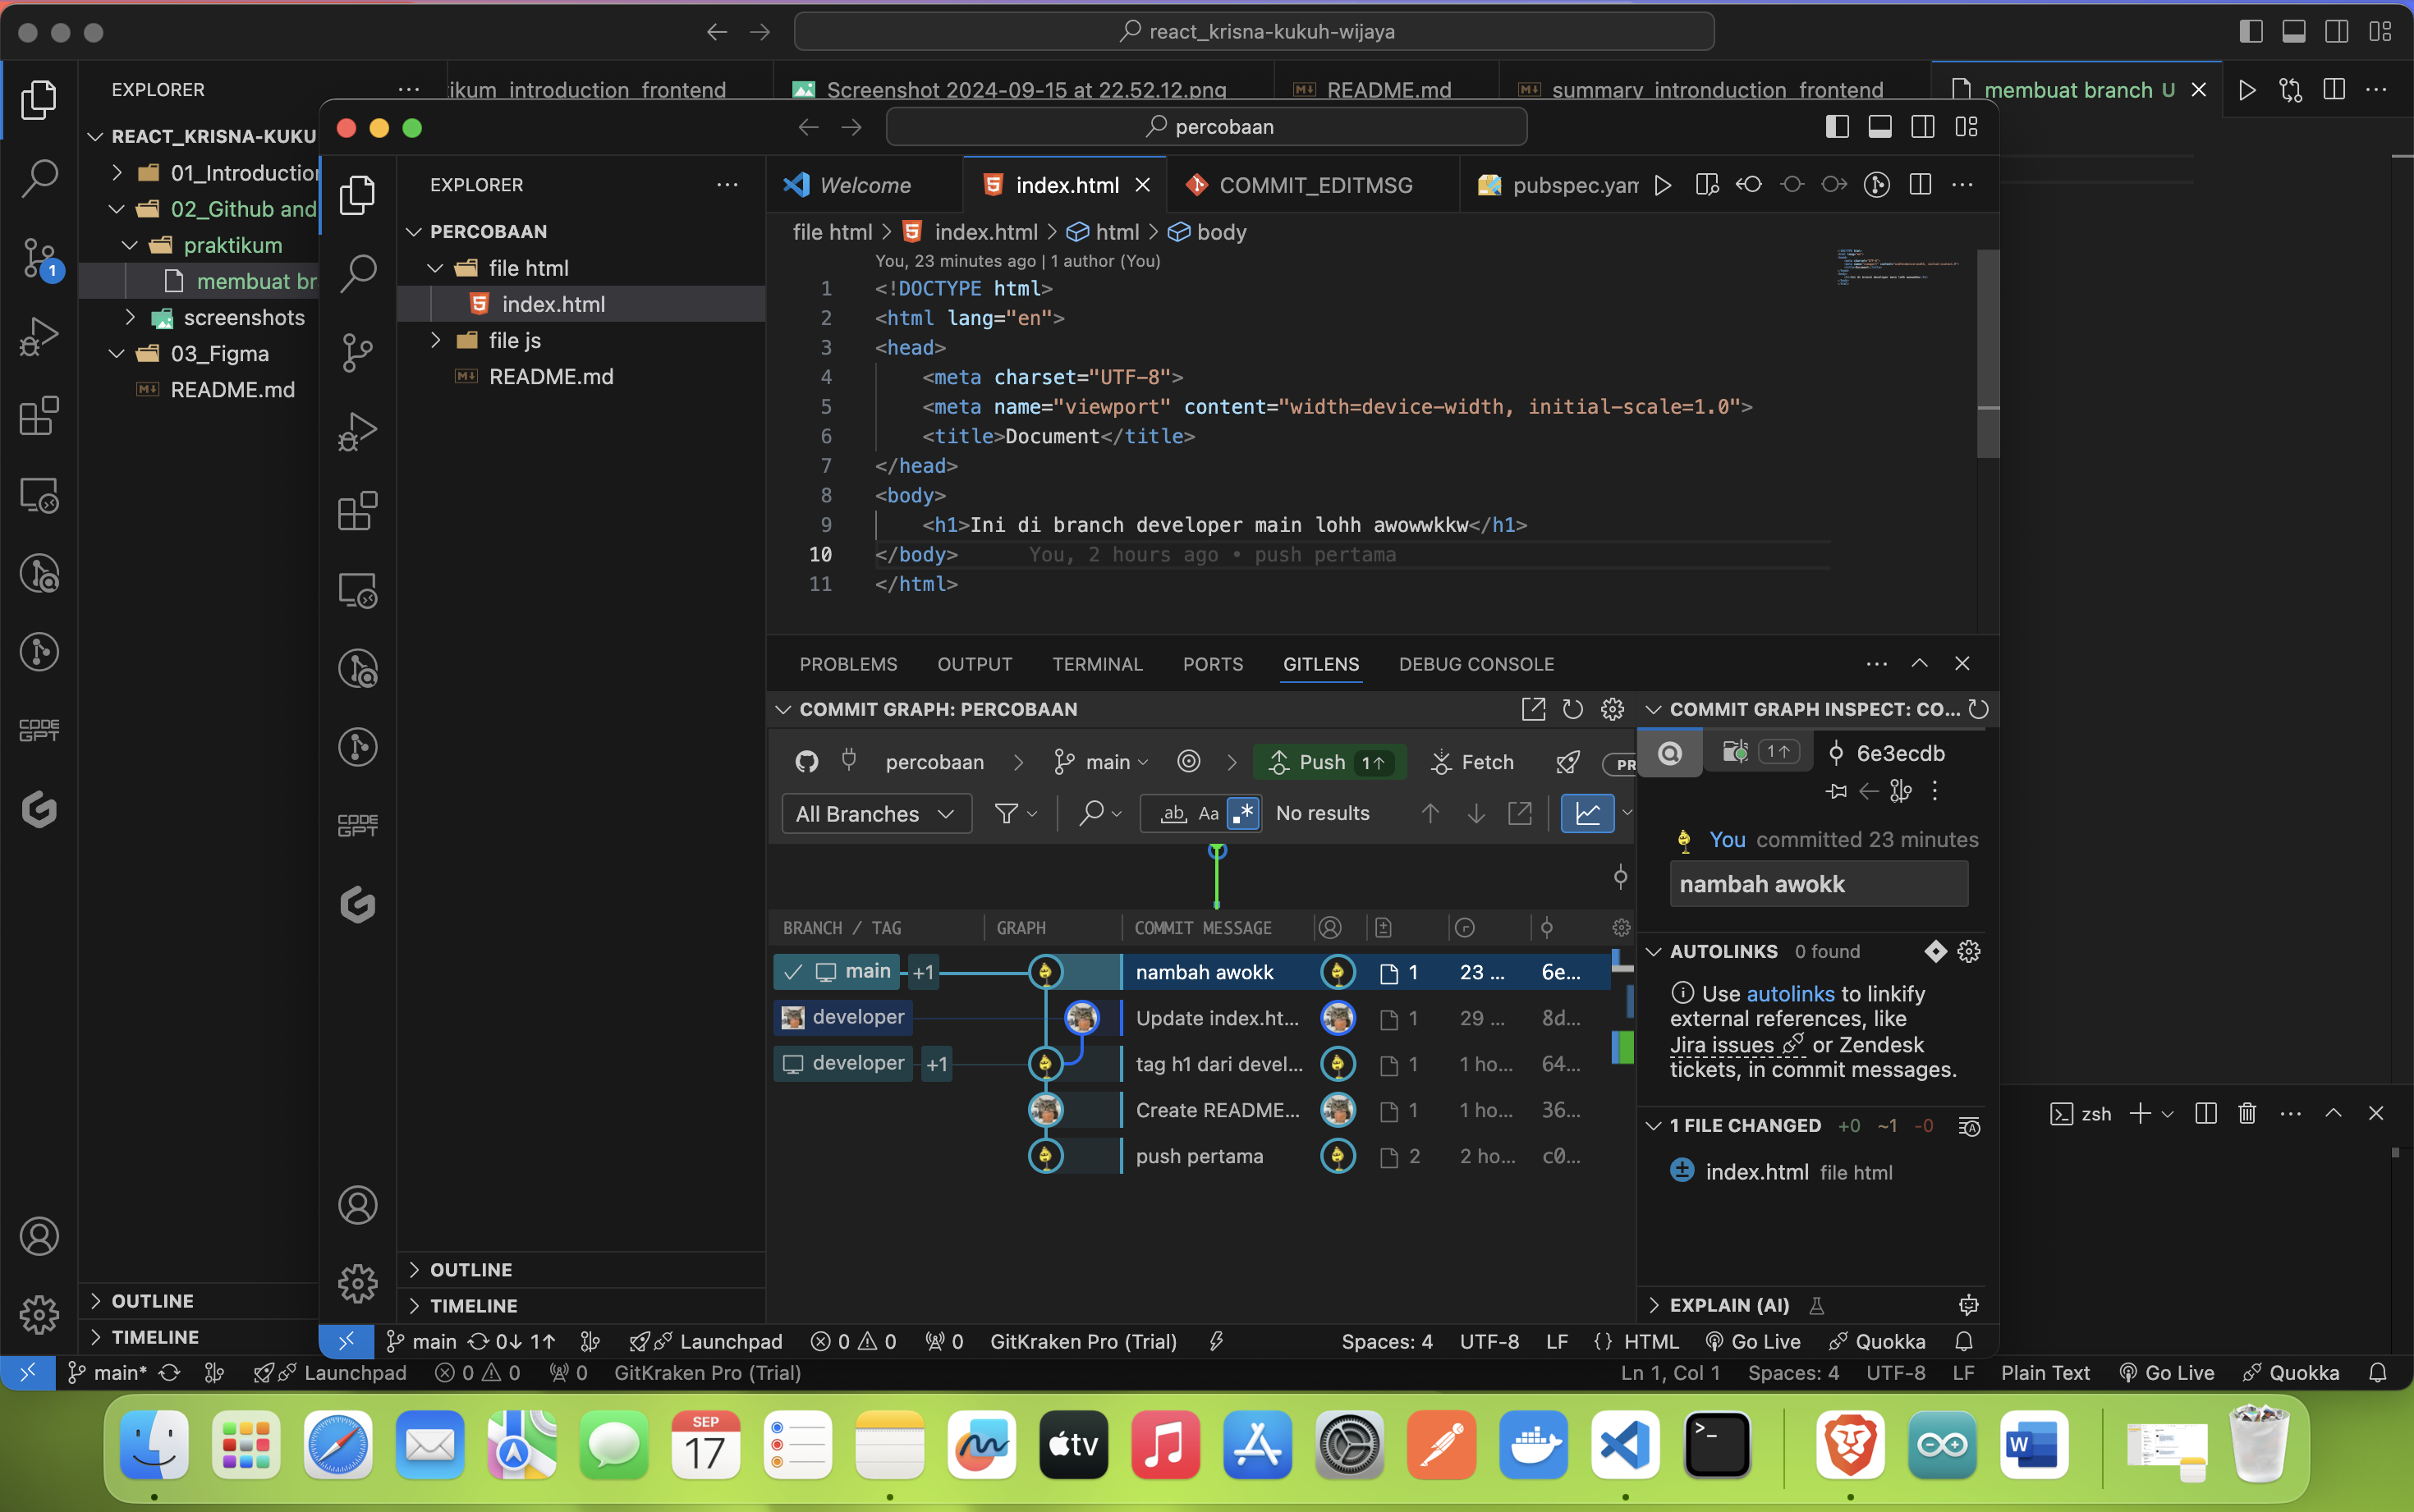 react_krisna-kukuh-wijaya
EXPLORER
ikum_introduction_frontend
Screenshot 2024-09-15 at 22.52.12.png
README.md
summary_intronduction_frontend
membuat branch U
REACT_KRISNA-KUKU
01_Introduction
02_Github and
praktikum
membuat br
screenshots
03_Figma
README.md
1
OUTLINE
TIMELINE
percobaan
EXPLORER
PERCOBAAN
file html
index.html
file js
README.md
OUTLINE
TIMELINE
CODE
GPT
CODE
GPT
Welcome
index.html
COMMIT_EDITMSG
pubspec.yam
file html > index.html > html > body
You, 23 minutes ago | 1 author (You)
1 <!DOCTYPE html>
2 <html lang="en">
3 <head>
4 <meta charset="UTF-8">
5 <meta name="viewport" content="width=device-width, initial-scale=1.0">
6 <title>Document</title>
7 </head>
8 <body>
9 <h1>Ini di branch developer main lohh awowwkkw</h1>
10 </body> You, 2 hours ago • push pertama
11 </html>
PROBLEMS OUTPUT TERMINAL PORTS GITLENS DEBUG CONSOLE
COMMIT GRAPH: PERCOBAAN
percobaan > main > Push 1↑ Fetch PR
All Branches ab Aa .* No results
BRANCH / TAG GRAPH COMMIT MESSAGE
main +1 nambah awokk 1 23 ... 6e...
developer Update index.ht... 1 29 ... 8d...
developer +1 tag h1 dari devel... 1 1 ho... 64...
Create README... 1 1 ho... 36...
push pertama 2 2 ho... c0...
COMMIT GRAPH INSPECT: CO...
1↑ 6e3ecdb
You committed 23 minutes
nambah awokk
AUTOLINKS 0 found
Use autolinks to linkify
external references, like
Jira issues or Zendesk
tickets, in commit messages.
1 FILE CHANGED +0 ~1 -0
index.html file html
EXPLAIN (AI)
zsh
main 0↓ 1↑ Launchpad 0 0 0 GitKraken Pro (Trial) Spaces: 4 UTF-8 LF {} HTML Go Live Quokka
main* Launchpad 0 0 0 GitKraken Pro (Trial) Ln 1, Col 1 Spaces: 4 UTF-8 LF Plain Text Go Live Quokka
SEP
17
tv
W